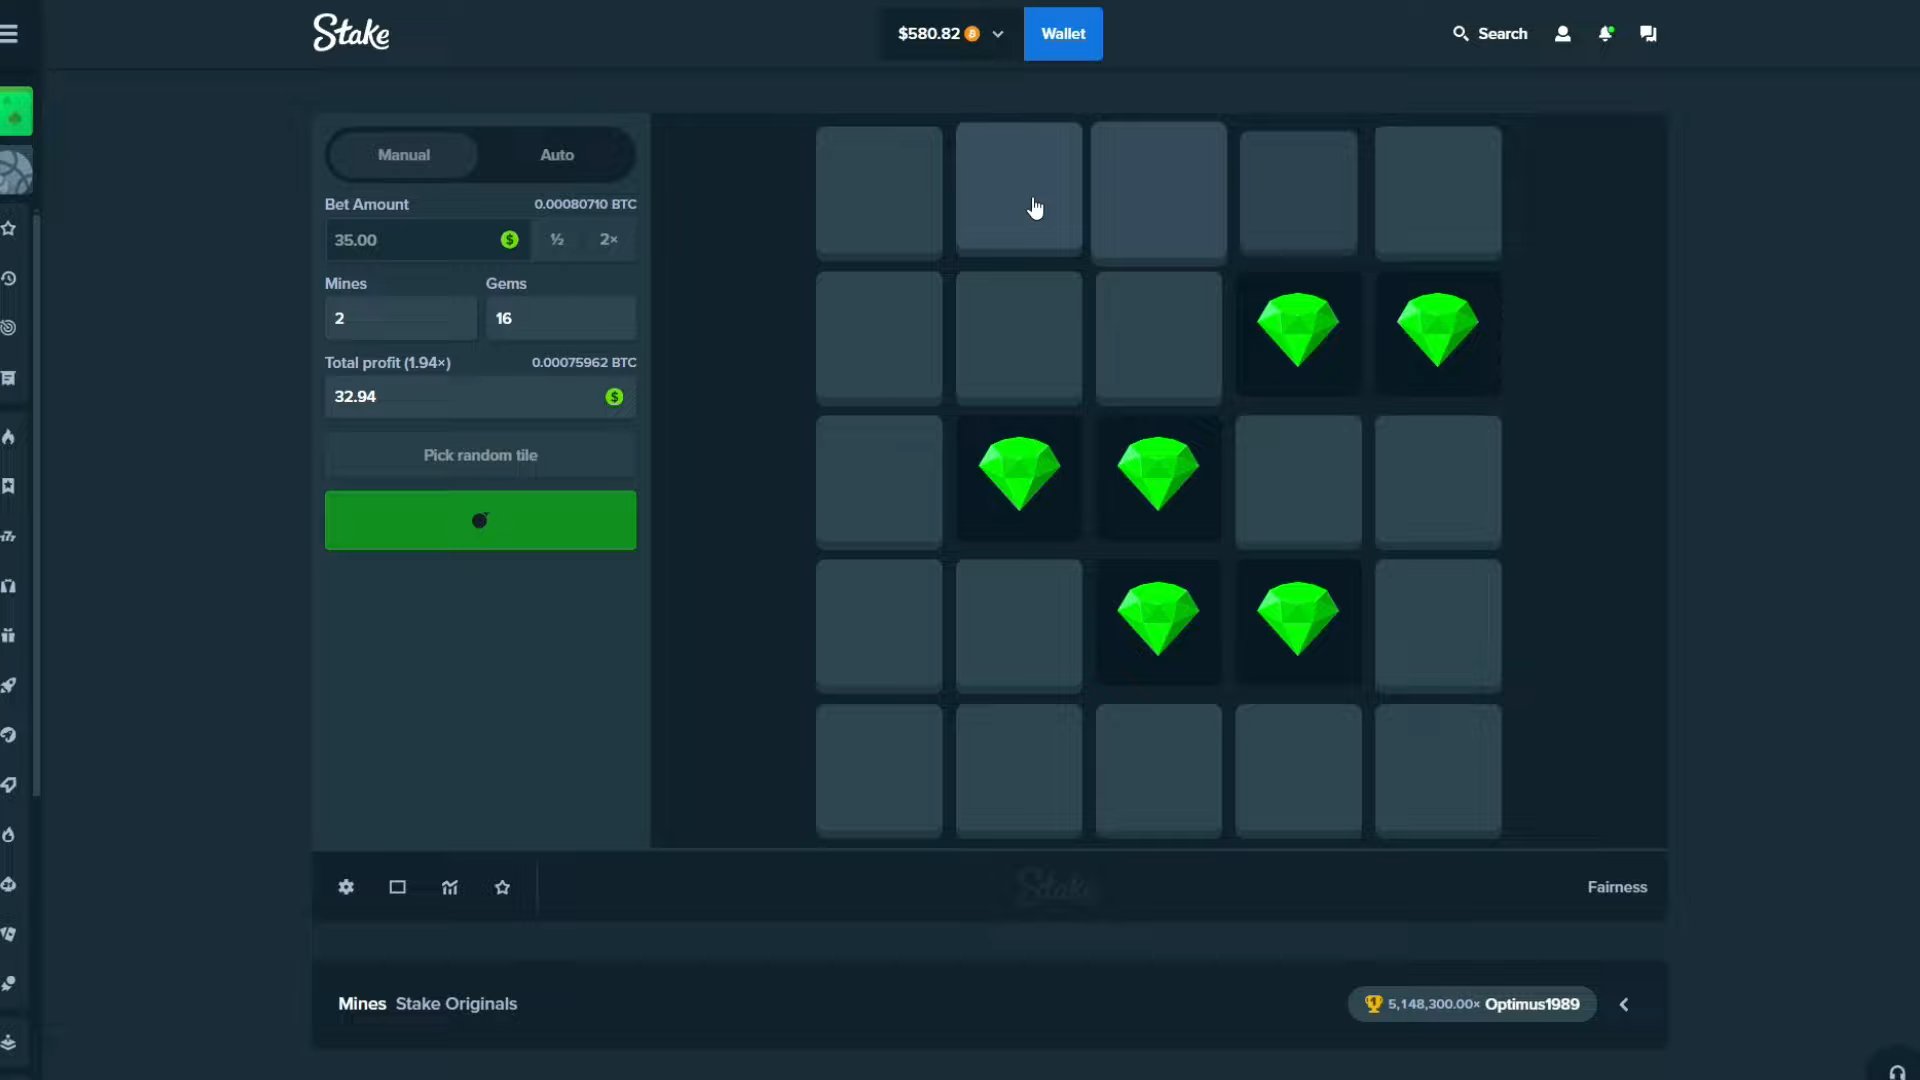 Stake
$580.82
Wallet
Search
Manual
Auto
Bet Amount
0.00080710 BTC
35.00
½
2×
Mines
Gems
2
16
Total profit (1.94×)
0.00075962 BTC
32.94
Pick random tile
Stake
Fairness
Mines
Stake Originals
5,148,300.00×
Optimus1989